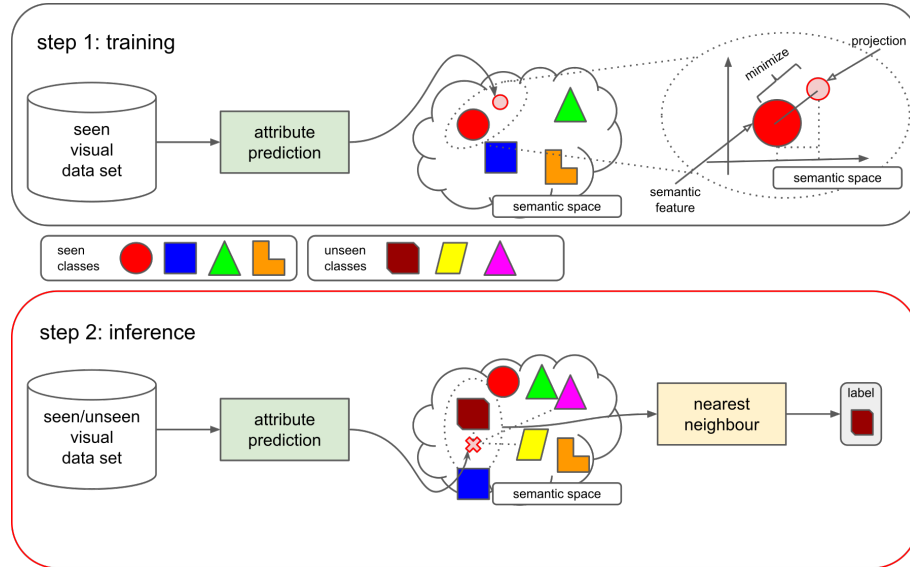 step 1: training
seen
visual
data set
attribute
prediction
semantic space
minimize
projection
semantic
feature
semantic space
seen
classes
unseen
classes
step 2: inference
seen/unseen
visual
data set
attribute
prediction
semantic space
nearest
neighbour
label